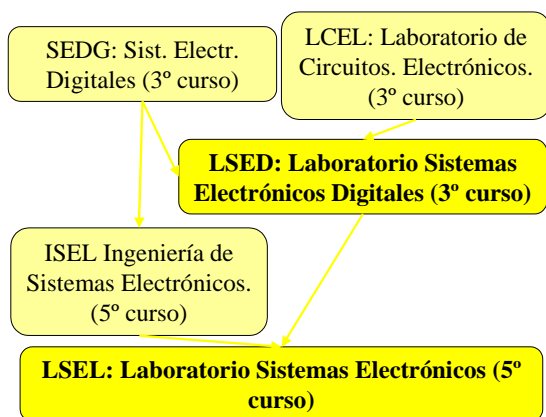 SEDG: Sist. Electr.
Digitales (3º curso)
LCEL: Laboratorio de
Circuitos. Electrónicos.
(3º curso)
LSED: Laboratorio Sistemas
Electrónicos Digitales (3º curso)
ISEL Ingeniería de
Sistemas Electrónicos.
(5º curso)
LSEL: Laboratorio Sistemas Electrónicos (5º
curso)